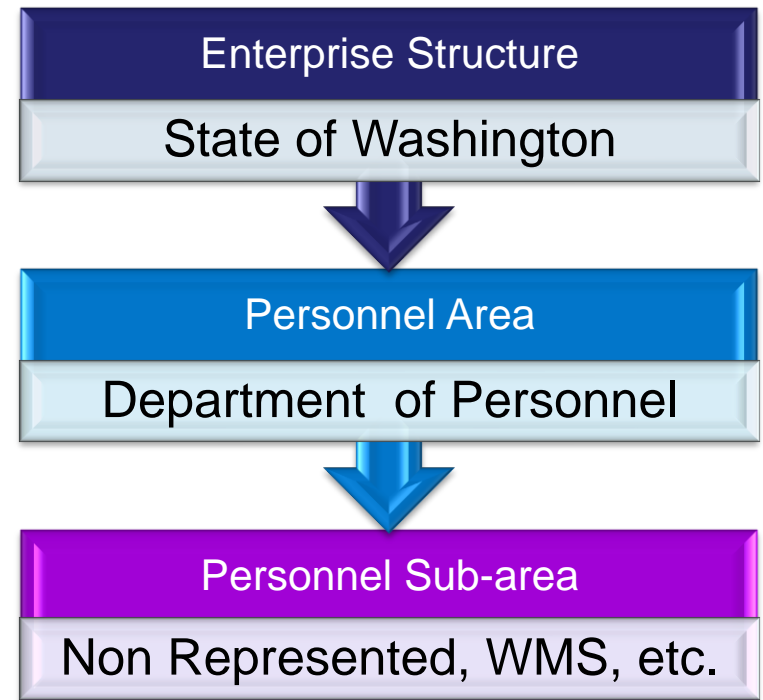 Enterprise Structure
State of Washington
Personnel Area
Department  of Personnel
Personnel Sub-area
Non Represented, WMS, etc.